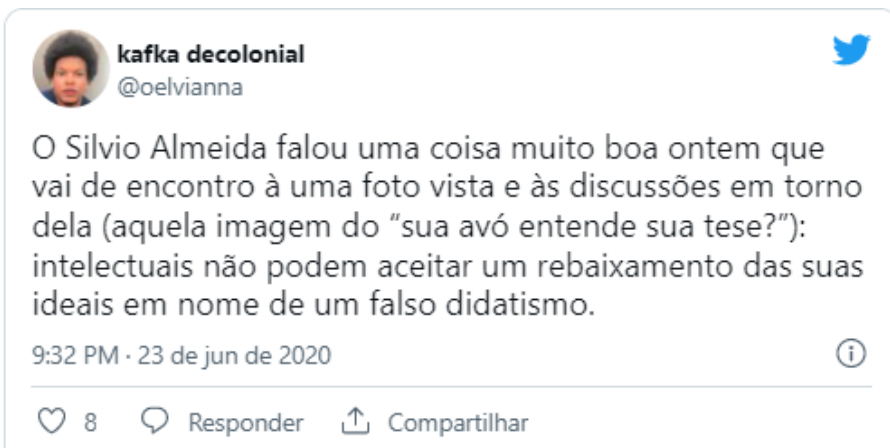 kafka decolonial
@oelvianna
O Silvio Almeida falou uma coisa muito boa ontem que
vai de encontro à uma foto vista e às discussões em torno
dela (aquela imagem do “sua avó entende sua tese?”):
intelectuais não podem aceitar um rebaixamento das suas
ideais em nome de um falso didatismo.
9:32 PM · 23 de jun de 2020
8 Responder Compartilhar